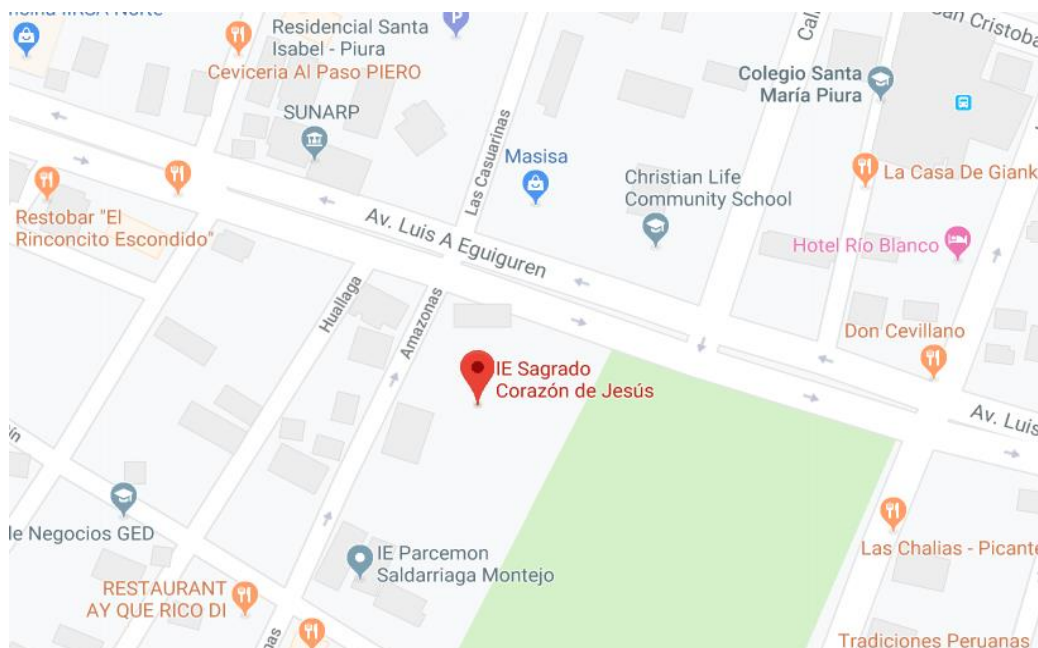 Residencial Santa
Isabel - Piura
Ceviceria Al Paso PIERO
SUNARP
P
Colegio Santa
María Piura
Las Casuarinas
Masisa
Christian Life
Community School
La Casa De Giank
Restobar "El
Rinconcito Escondido"
Av. Luis A Eguiguren
Hotel Río Blanco
Huallaga
Amazonas
Don Cevillano
IE Sagrado
Corazón de Jesús
Av. Luis
de Negocios GED
IE Parcemon
Saldarriaga Montejo
Las Chalias - Picante
RESTAURANT
AY QUE RICO DI
Tradiciones Peruanas